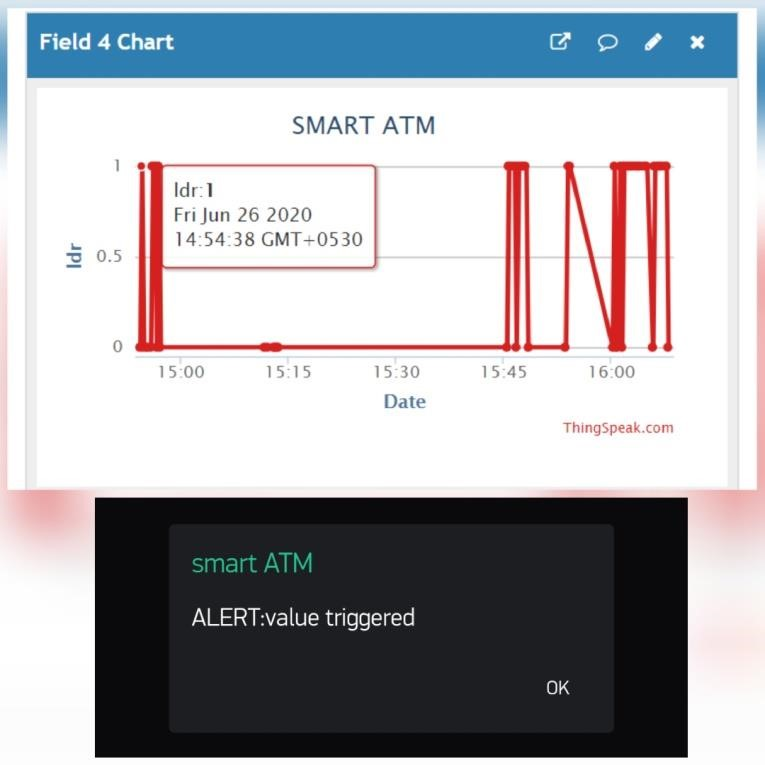 Field 4 Chart
SMART ATM
1
0.5
0
ldr
ldr:1
Fri Jun 26 2020
14:54:38 GMT+0530
15:00
15:15
15:30
15:45
16:00
Date
ThingSpeak.com
smart ATM
ALERT:value triggered
OK